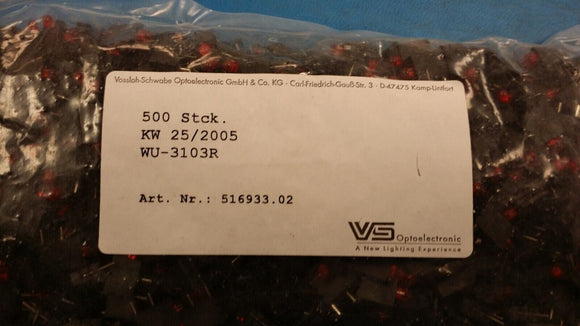 Vossloh-Schwabe Optoelectronic GmbH & Co. KG · Carl-Friedrich-Gauß-Str. 3 · D-47475 Kamp-Lintfort
500 Stck.
KW 25/2005
WU-3103R
Art. Nr.: 516933.02
VS Optoelectronic
A New Lighting Experience